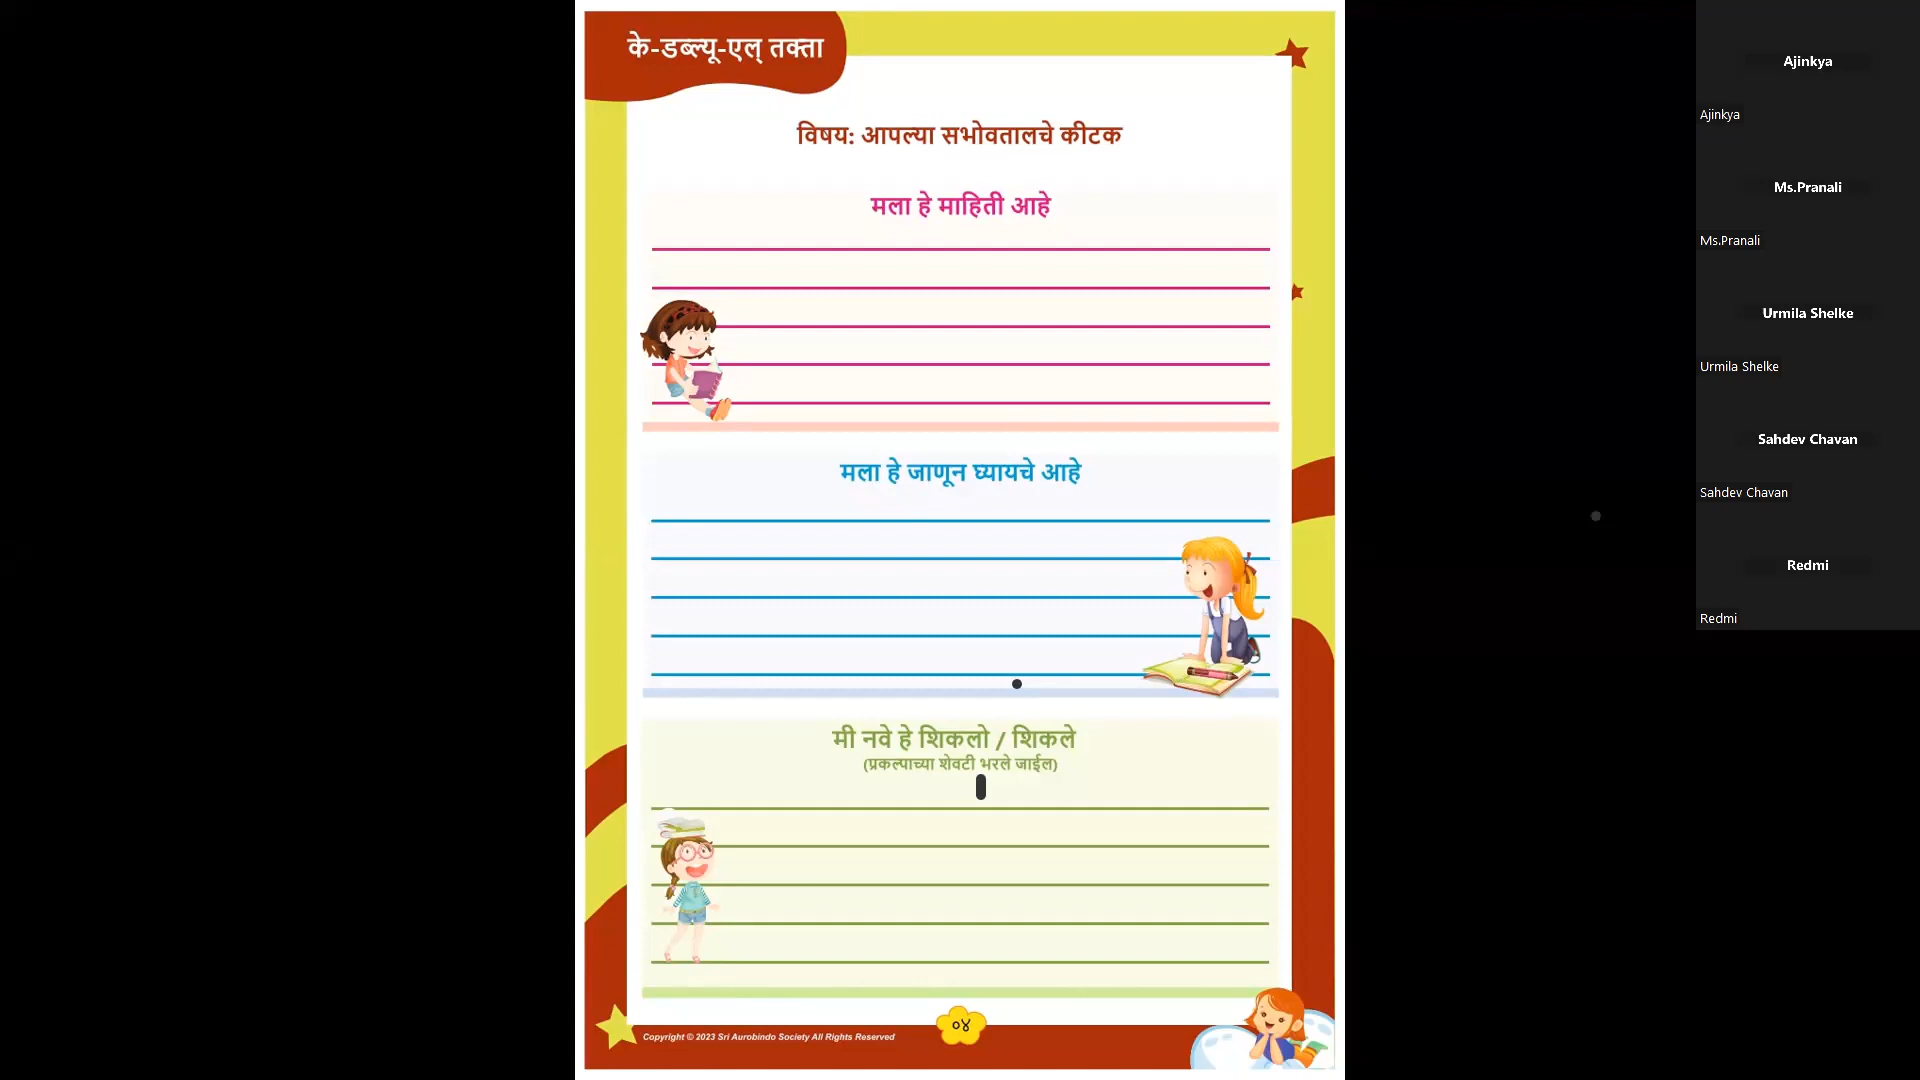 के-डब्ल्यू-एल् तक्ता
विषय: आपल्या सभोवतालचे कीटक
मला हे माहिती आहे
मला हे जाणून घ्यायचे आहे
मी नवे हे शिकलो / शिकले
(प्रकल्पाच्या शेवटी भरले जाईल)
०४
Copyright © 2023 Sri Aurobindo Society All Rights Reserved
Ajinkya
Ajinkya
Ms.Pranali
Ms.Pranali
Urmila Shelke
Urmila Shelke
Sahdev Chavan
Sahdev Chavan
Redmi
Redmi